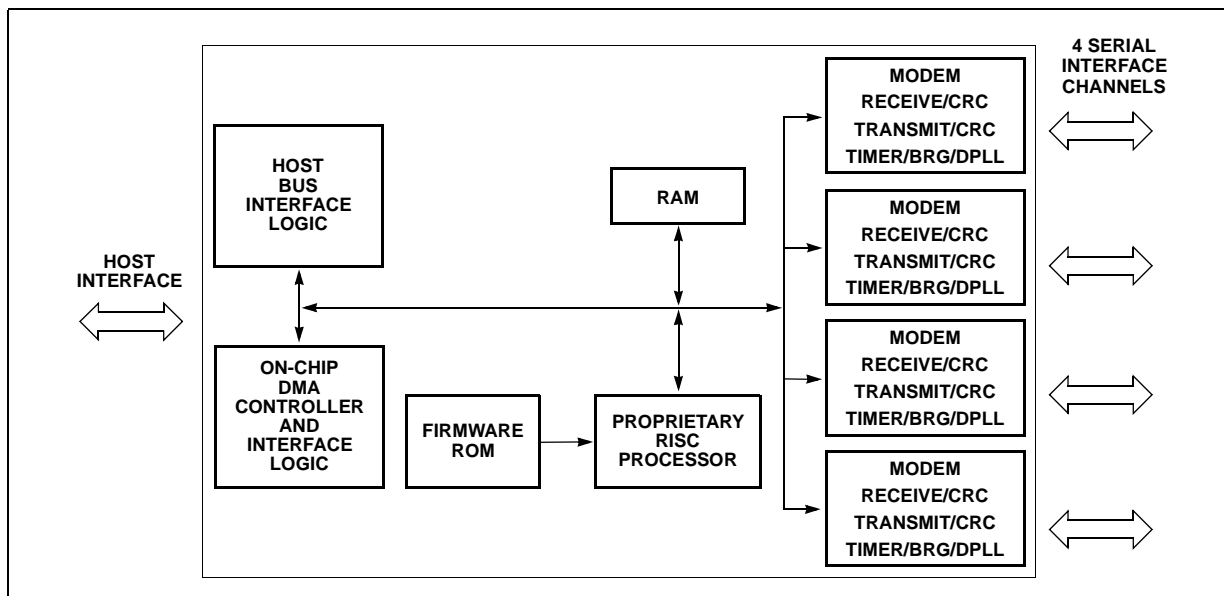 4 SERIAL
INTERFACE
CHANNELS
HOST
INTERFACE
HOST
BUS
INTERFACE
LOGIC
ON-CHIP
DMA
CONTROLLER
AND
INTERFACE
LOGIC
RAM
FIRMWARE
ROM
PROPRIETARY
RISC
PROCESSOR
MODEM
RECEIVE/CRC
TRANSMIT/CRC
TIMER/BRG/DPLL
MODEM
RECEIVE/CRC
TRANSMIT/CRC
TIMER/BRG/DPLL
MODEM
RECEIVE/CRC
TRANSMIT/CRC
TIMER/BRG/DPLL
MODEM
RECEIVE/CRC
TRANSMIT/CRC
TIMER/BRG/DPLL